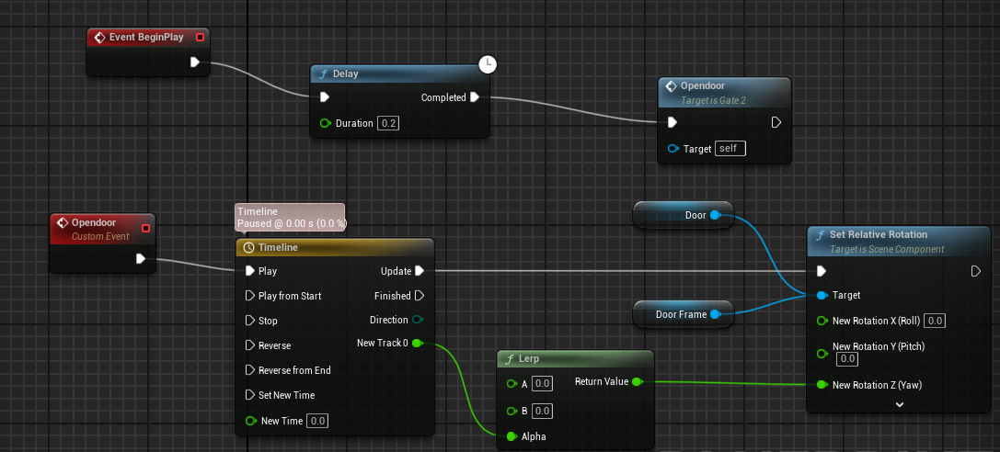 Event BeginPlay
Delay
Completed
Duration 0.2
Opendoor
Target is Gate 2
Target self
Opendoor
Custom Event
Timeline
Paused @ 0.00 s (0.0 %)
Timeline
Play Update
Play from Start Finished
Stop Direction
Reverse New Track 0
Reverse from End
Set New Time
New Time 0.0
Door
Door Frame
Lerp
A 0.0 Return Value
B 0.0
Alpha
Set Relative Rotation
Target is Scene Component
Target
New Rotation X (Roll) 0.0
New Rotation Y (Pitch)
0.0
New Rotation Z (Yaw)